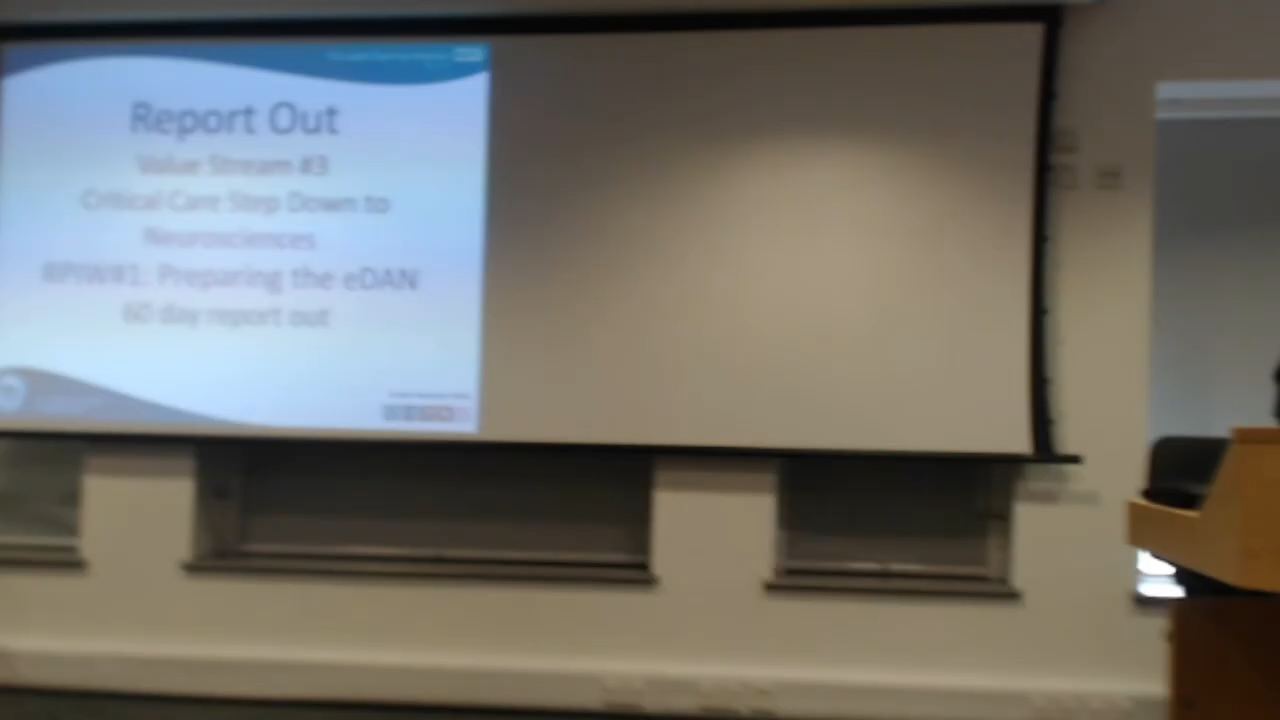 Report Out
Value Stream #3
Critical Care Step Down to
Neurosciences
RPIW#1: Preparing the eDAN
60 day report out